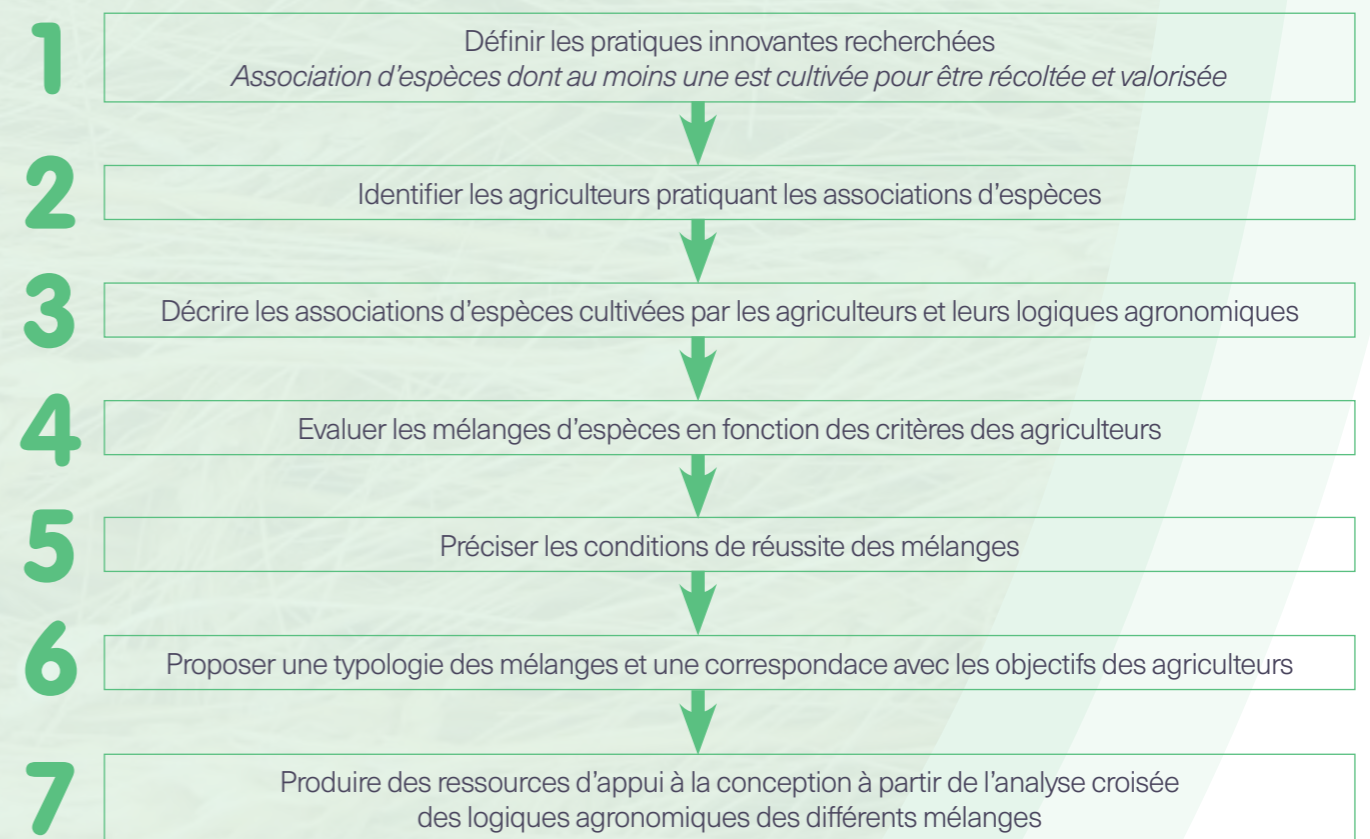 1
Définir les pratiques innovantes recherchées
Association d'espèces dont au moins une est cultivée pour être récoltée et valorisée
2
Identifier les agriculteurs pratiquant les associations d'espèces
3
Décrire les associations d'espèces cultivées par les agriculteurs et leurs logiques agronomiques
4
Evaluer les mélanges d'espèces en fonction des critères des agriculteurs
5
Préciser les conditions de réussite des mélanges
6
Proposer une typologie des mélanges et une correspondace avec les objectifs des agriculteurs
7
Produire des ressources d'appui à la conception à partir de l'analyse croisée
des logiques agronomiques des différents mélanges